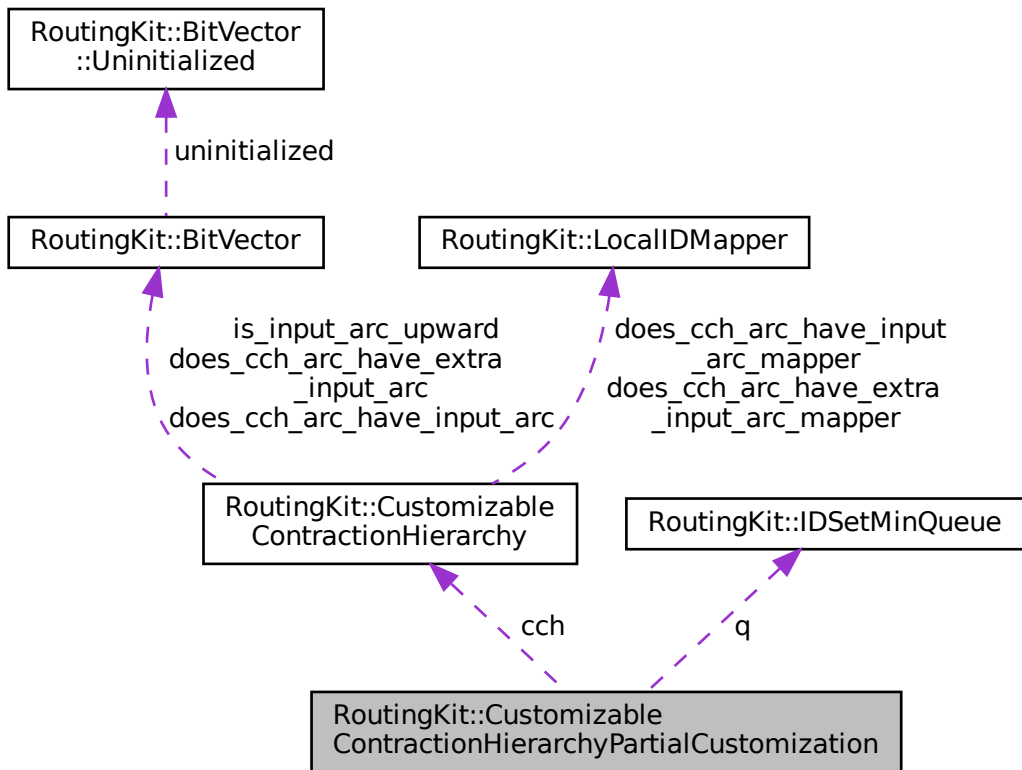 RoutingKit::BitVector
::Uninitialized
uninitialized
RoutingKit::BitVector
RoutingKit::LocalIDMapper
is_input_arc_upward
does_cch_arc_have_extra
_input_arc
does_cch_arc_have_input_arc
does_cch_arc_have_input
_arc_mapper
does_cch_arc_have_extra
_input_arc_mapper
RoutingKit::Customizable
ContractionHierarchy
RoutingKit::IDSetMinQueue
cch
q
RoutingKit::Customizable
ContractionHierarchyPartialCustomization